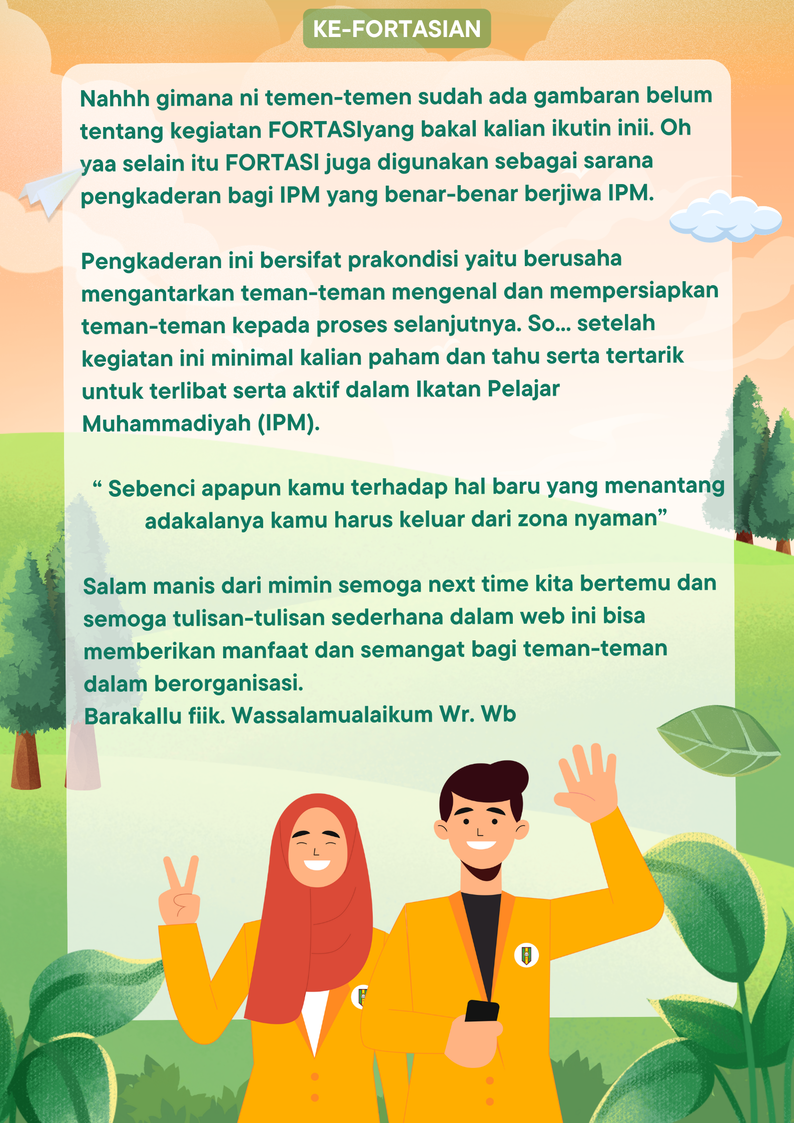 KE-FORTASIAN
Nahhh gimana ni temen-temen sudah ada gambaran belum
tentang kegiatan FORTASIyang bakal kalian ikutin inii. Oh
yaa selain itu FORTASI juga digunakan sebagai sarana
pengkaderan bagi IPM yang benar-benar berjiwa IPM.
Pengkaderan ini bersifat prakondisi yaitu berusaha
mengantarkan teman-teman mengenal dan mempersiapkan
teman-teman kepada proses selanjutnya. So... setelah
kegiatan ini minimal kalian paham dan tahu serta tertarik
untuk terlibat serta aktif dalam Ikatan Pelajar
Muhammadiyah (IPM).
“ Sebenci apapun kamu terhadap hal baru yang menantang
adakalanya kamu harus keluar dari zona nyaman”
Salam manis dari mimin semoga next time kita bertemu dan
semoga tulisan-tulisan sederhana dalam web ini bisa
memberikan manfaat dan semangat bagi teman-teman
dalam berorganisasi.
Barakallu fiik. Wassalamualaikum Wr. Wb